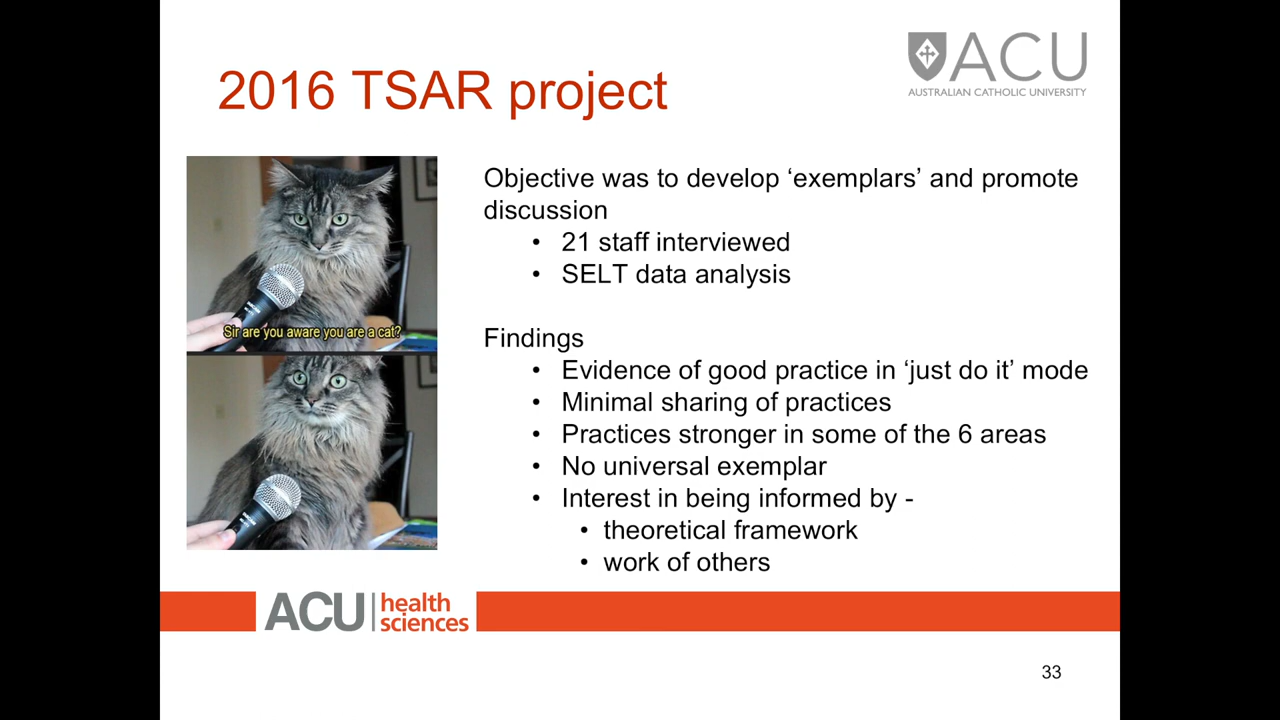 2016 TSAR project
ACU
AUSTRALIAN CATHOLIC UNIVERSITY
Sir are you aware you are a cat?
Objective was to develop ‘exemplars’ and promote
discussion
• 21 staff interviewed
• SELT data analysis
Findings
• Evidence of good practice in ‘just do it’ mode
• Minimal sharing of practices
• Practices stronger in some of the 6 areas
• No universal exemplar
• Interest in being informed by -
• theoretical framework
• work of others
ACU health
sciences
33